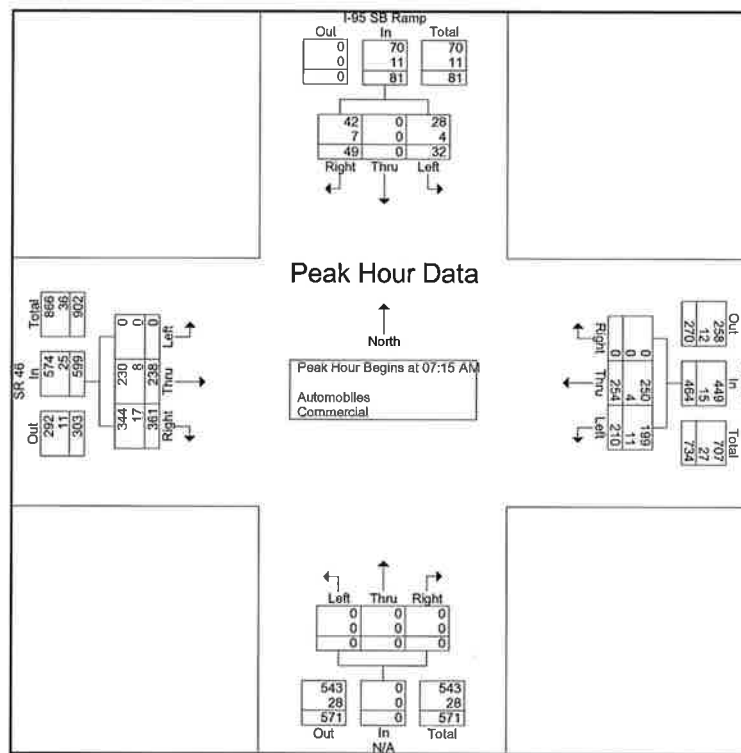 I-95 SB Ramp
Out In Total
0 70 70
0 11 11
0 81 81
42 0 28
7 0 4
49 0 32
Right Thru Left
Peak Hour Data
North
Peak Hour Begins at 07:15 AM
Automobiles
Commercial
SR 46
Total In Out
866 574 292
36 25 11
902 599 303
Left Thru Right
0 230 344
0 8 17
0 238 361
Out In Total
258 449 707
12 15 27
270 464 734
Right Thru Left
0 250 199
0 4 11
0 254 210
Left Thru Right
0 0 0
0 0 0
0 0 0
543 0 543
28 0 28
571 0 571
Out In Total
N/A